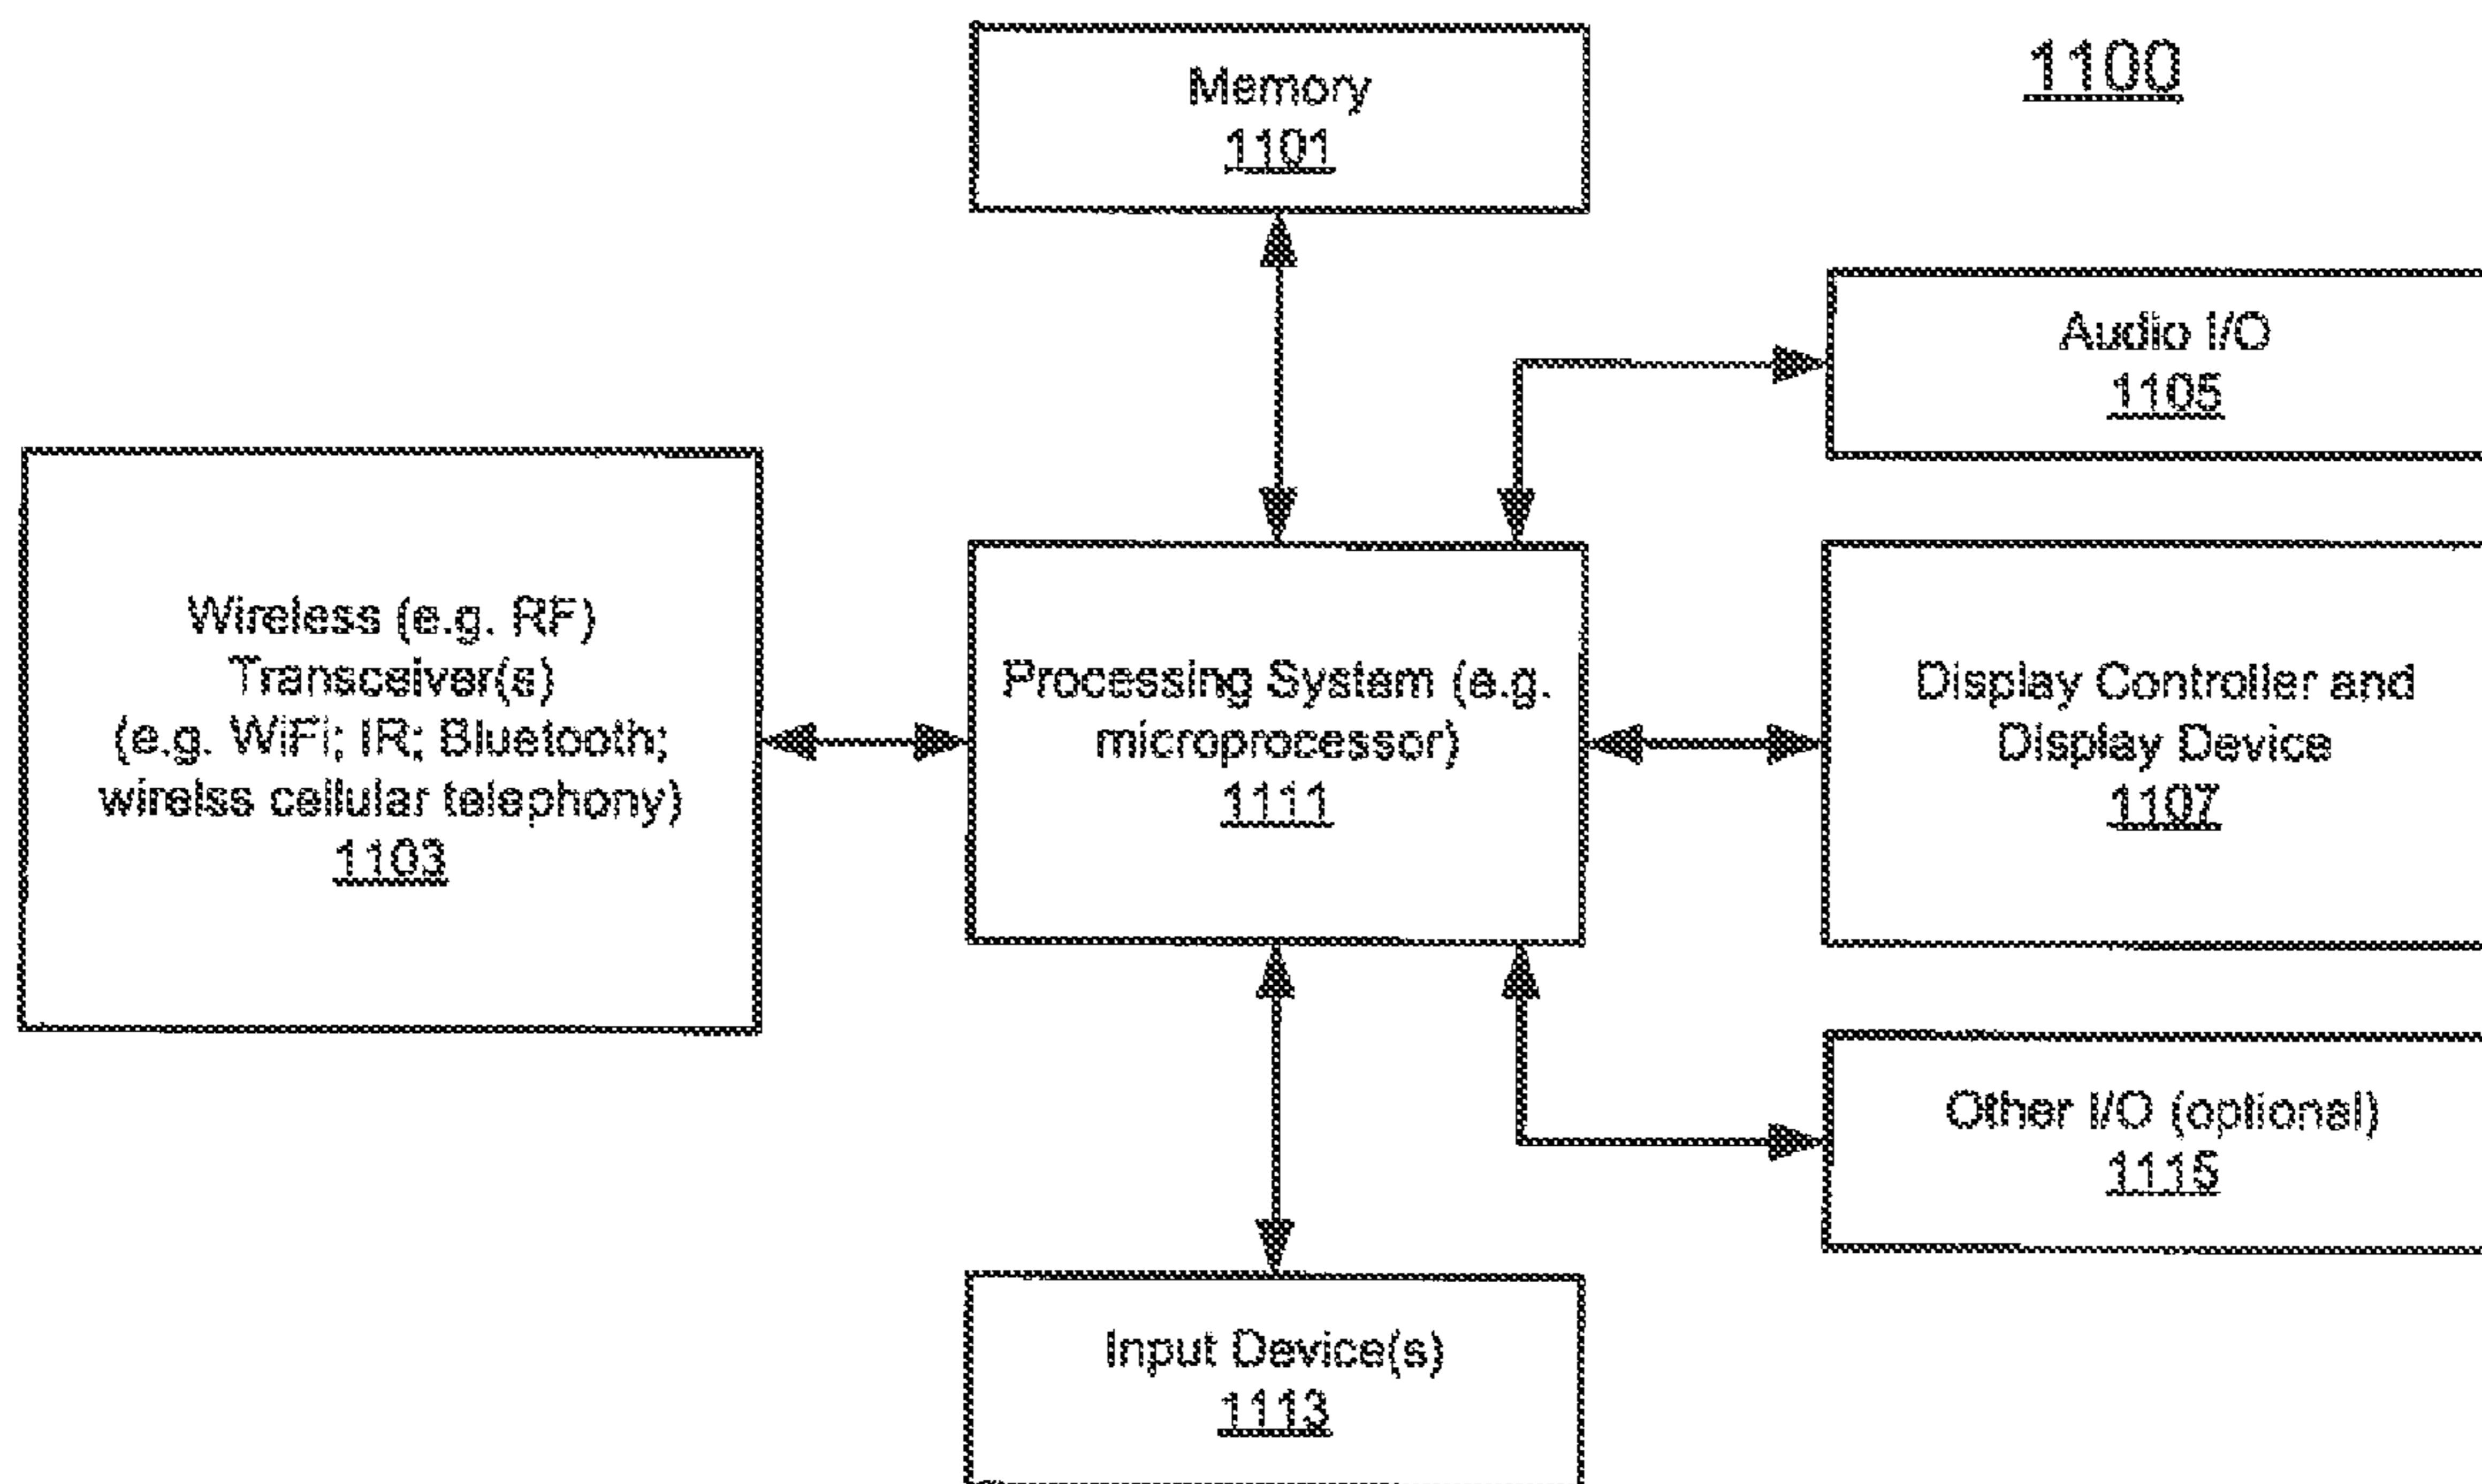 1100
Memory
1101
Audio I/O
1105
Wireless (e.g. RF)
Transceiver(s)
(e.g. WiFi; IR; Bluetooth;
wirelss cellular telephony)
1103
Processing System (e.g.
microprocessor)
1111
Display Controller and
Display Device
1107
Other I/O (optional)
1115
Input Device(s)
1113